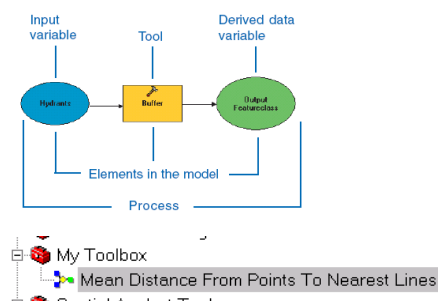 Input
variable
Tool
Derived data
variable
Hydrants
Buffer
Output
Featureclass
Elements in the model
Process
My Toolbox
Mean Distance From Points To Nearest Lines